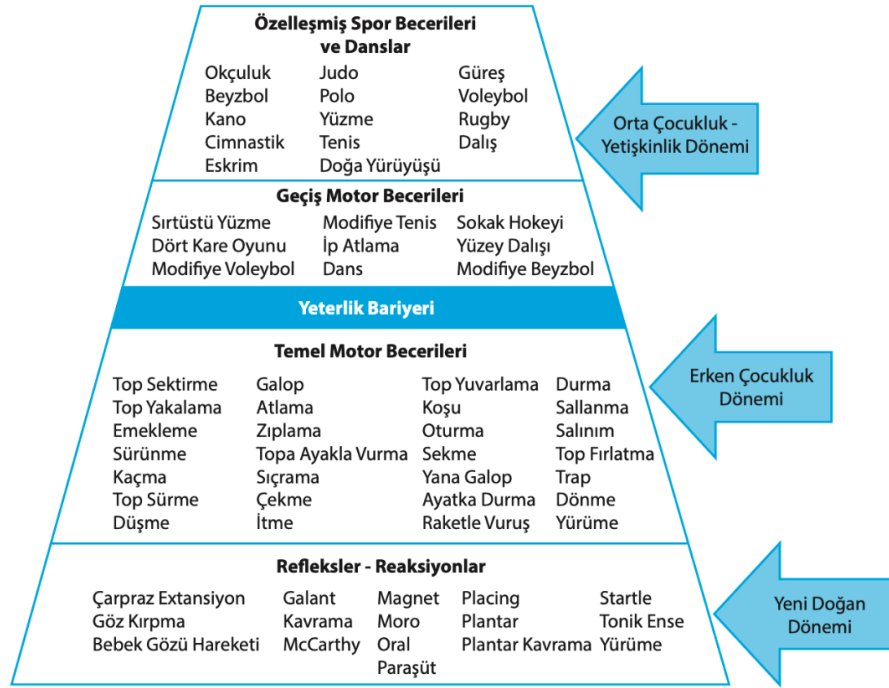 Özelleşmiş Spor Becerileri
ve Danslar
Okçuluk Judo Güreş
Beyzbol Polo Voleybol
Kano Yüzme Rugby
Cimnastik Tenis Dalış
Eskrim Doğa Yürüyüşü
Orta Çocukluk -
Yetişkinlik Dönemi
Geçiş Motor Becerileri
Sırtüstü Yüzme Modifiye Tenis Sokak Hokeyi
Dört Kare Oyunu İp Atlama Yüzey Dalışı
Modifiye Voleybol Dans Modifiye Beyzbol
Yeterlik Bariyeri
Temel Motor Becerileri
Top Sektirme Galop Top Yuvarlama Durma
Top Yakalama Atlama Koşu Sallanma
Emekleme Zıplama Oturma Salınım
Sürünme Topa Ayakla Vurma Sekme Top Fırlatma
Kaçma Sıçrama Yana Galop Trap
Top Sürme Çekme Ayatka Durma Dönme
Düşme İtme Raketle Vuruş Yürüme
Erken Çocukluk
Dönemi
Refleksler - Reaksiyonlar
Çarpraz Extansiyon Galant Magnet Placing Startle
Göz Kırpma Kavrama Moro Plantar Tonik Ense
Bebek Gözü Hareketi McCarthy Oral Plantar Kavrama Yürüme
Paraşüt
Yeni Doğan
Dönemi